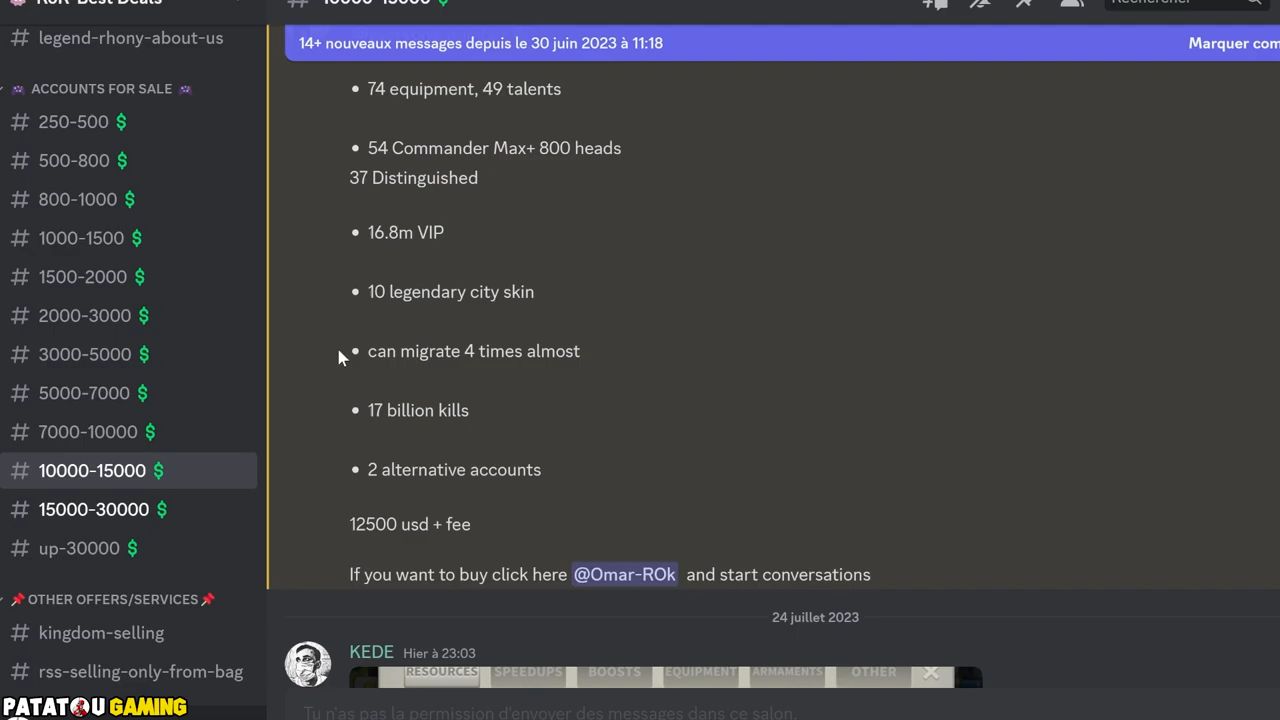 RoK-Best Deals
10000-15000 $
Rechercher
legend-rhony-about-us
ACCOUNTS FOR SALE
250-500 $
500-800 $
800-1000 $
1000-1500 $
1500-2000 $
2000-3000 $
3000-5000 $
5000-7000 $
7000-10000 $
10000-15000 $
15000-30000 $
up-30000 $
OTHER OFFERS/SERVICES
kingdom-selling
rss-selling-only-from-bag
PATATOU GAMING
14+ nouveaux messages depuis le 30 juin 2023 à 11:18
Marquer com
• 74 equipment, 49 talents
• 54 Commander Max+ 800 heads
37 Distinguished
• 16.8m VIP
• 10 legendary city skin
• can migrate 4 times almost
• 17 billion kills
• 2 alternative accounts
12500 usd + fee
If you want to buy click here @Omar-ROk and start conversations
24 juillet 2023
KEDE Hier à 23:03
RESOURCES SPEEDUPS BOOSTS EQUIPMENT ARMAMENTS OTHER
Tu n'as pas la permission d'envoyer des messages dans ce salon.